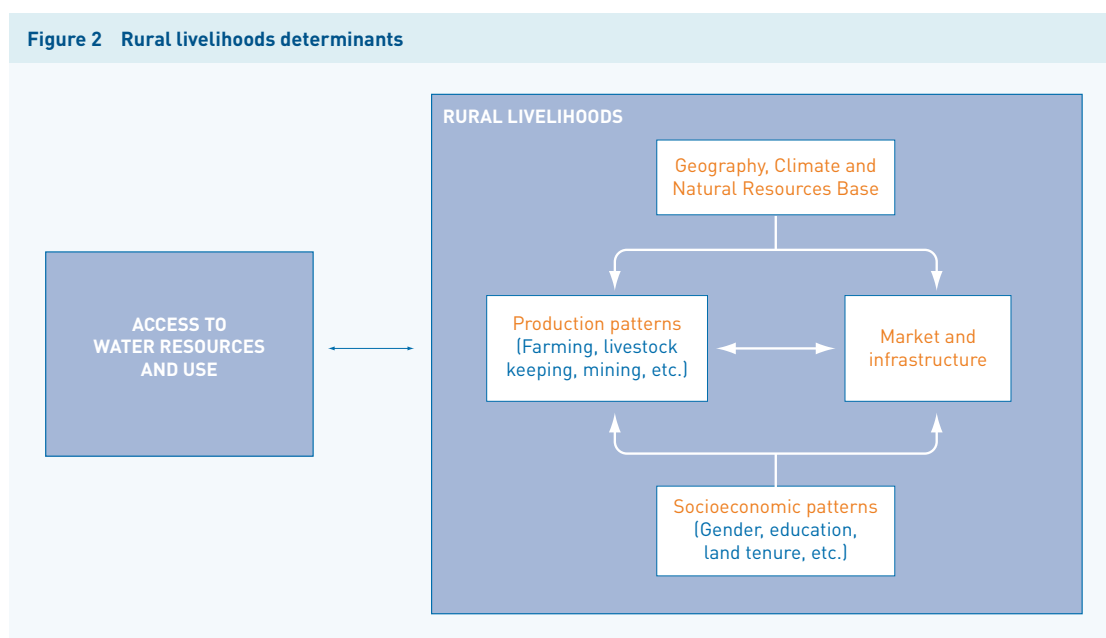 Figure 2 Rural livelihoods determinants
RURAL LIVELIHOODS
Geography, Climate and
Natural Resources Base
ACCESS TO
WATER RESOURCES
AND USE
Production patterns
(Farming, livestock
keeping, mining, etc.)
Market and
infrastructure
Socioeconomic patterns
(Gender, education,
land tenure, etc.)